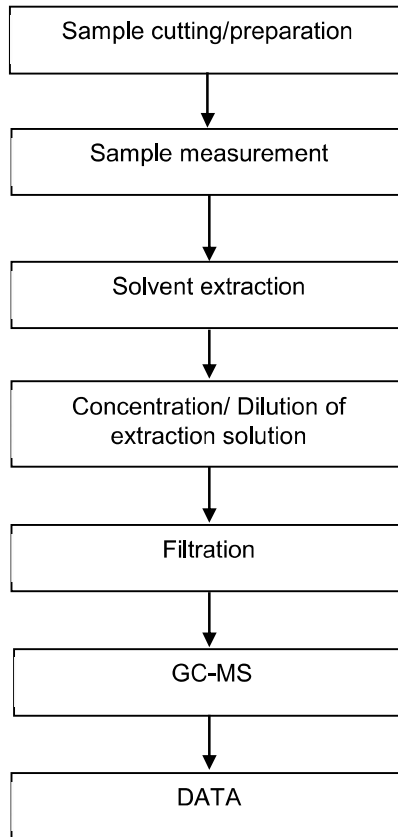 Sample cutting/preparation
Sample measurement
Solvent extraction
Concentration/ Dilution of
extraction solution
Filtration
GC-MS
DATA